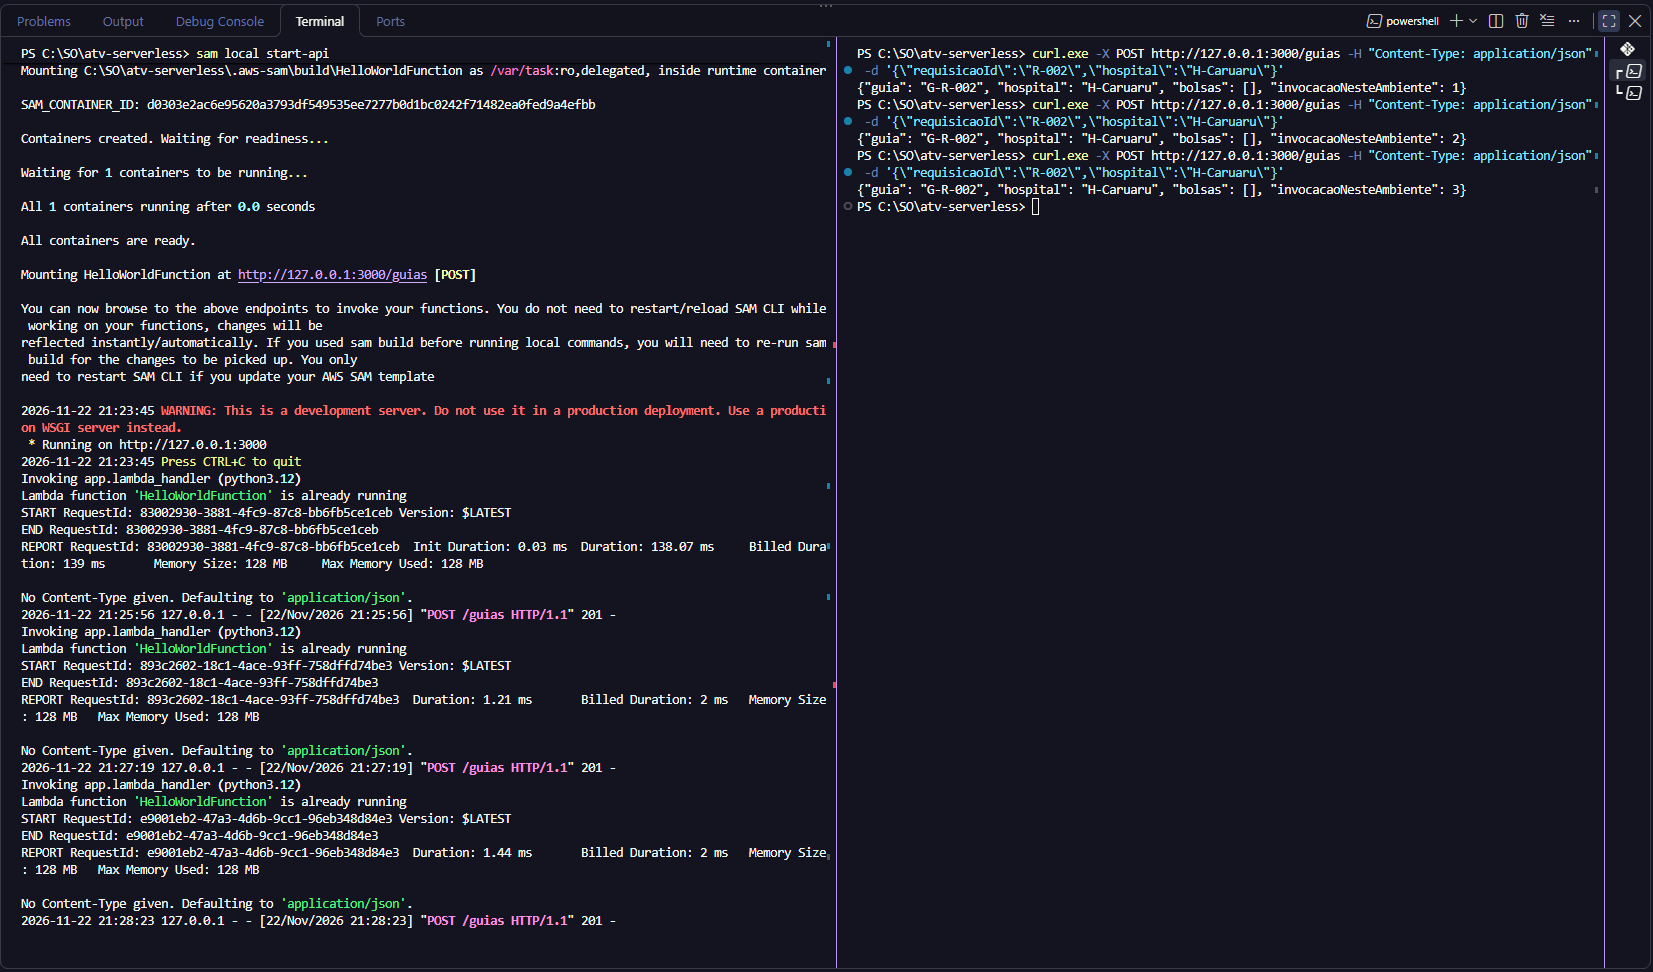 Problems Output Debug Console Terminal Ports powershell
PS C:\SO\atv-serverless> sam local start-api
Mounting C:\SO\atv-serverless\.aws-sam\build\HelloWorldFunction as /var/task:ro,delegated, inside runtime container
SAM_CONTAINER_ID: d0303e2ac6e95620a3793df549535ee7277b0d1bc0242f71482ea0fed9a4efbb
Containers created. Waiting for readiness...
Waiting for 1 containers to be running...
All 1 containers running after 0.0 seconds
All containers are ready.
Mounting HelloWorldFunction at http://127.0.0.1:3000/guias [POST]
You can now browse to the above endpoints to invoke your functions. You do not need to restart/reload SAM CLI while
working on your functions, changes will be
reflected instantly/automatically. If you used sam build before running local commands, you will need to re-run sam
build for the changes to be picked up. You only
need to restart SAM CLI if you update your AWS SAM template
2026-11-22 21:23:45 WARNING: This is a development server. Do not use it in a production deployment. Use a producti
on WSGI server instead.
* Running on http://127.0.0.1:3000
2026-11-22 21:23:45 Press CTRL+C to quit
Invoking app.lambda_handler (python3.12)
Lambda function 'HelloWorldFunction' is already running
START RequestId: 83002930-3881-4fc9-87c8-bb6fb5ce1ceb Version: $LATEST
END RequestId: 83002930-3881-4fc9-87c8-bb6fb5ce1ceb
REPORT RequestId: 83002930-3881-4fc9-87c8-bb6fb5ce1ceb Init Duration: 0.03 ms Duration: 138.07 ms Billed Dura
tion: 139 ms Memory Size: 128 MB Max Memory Used: 128 MB
No Content-Type given. Defaulting to 'application/json'.
2026-11-22 21:25:56 127.0.0.1 - - [22/Nov/2026 21:25:56] "POST /guias HTTP/1.1" 201 -
Invoking app.lambda_handler (python3.12)
Lambda function 'HelloWorldFunction' is already running
START RequestId: 893c2602-18c1-4ace-93ff-758dffd74be3 Version: $LATEST
END RequestId: 893c2602-18c1-4ace-93ff-758dffd74be3
REPORT RequestId: 893c2602-18c1-4ace-93ff-758dffd74be3 Duration: 1.21 ms Billed Duration: 2 ms Memory Size
: 128 MB Max Memory Used: 128 MB
No Content-Type given. Defaulting to 'application/json'.
2026-11-22 21:27:19 127.0.0.1 - - [22/Nov/2026 21:27:19] "POST /guias HTTP/1.1" 201 -
Invoking app.lambda_handler (python3.12)
Lambda function 'HelloWorldFunction' is already running
START RequestId: e9001eb2-47a3-4d6b-9cc1-96eb348d84e3 Version: $LATEST
END RequestId: e9001eb2-47a3-4d6b-9cc1-96eb348d84e3
REPORT RequestId: e9001eb2-47a3-4d6b-9cc1-96eb348d84e3 Duration: 1.44 ms Billed Duration: 2 ms Memory Size
: 128 MB Max Memory Used: 128 MB
No Content-Type given. Defaulting to 'application/json'.
2026-11-22 21:28:23 127.0.0.1 - - [22/Nov/2026 21:28:23] "POST /guias HTTP/1.1" 201 -
PS C:\SO\atv-serverless> curl.exe -X POST http://127.0.0.1:3000/guias -H "Content-Type: application/json"
-d '{\"requisicaoId\":\"R-002\",\"hospital\":\"H-Caruaru\"}'
{"guia": "G-R-002", "hospital": "H-Caruaru", "bolsas": [], "invocacaoNesteAmbiente": 1}
PS C:\SO\atv-serverless> curl.exe -X POST http://127.0.0.1:3000/guias -H "Content-Type: application/json"
-d '{\"requisicaoId\":\"R-002\",\"hospital\":\"H-Caruaru\"}'
{"guia": "G-R-002", "hospital": "H-Caruaru", "bolsas": [], "invocacaoNesteAmbiente": 2}
PS C:\SO\atv-serverless> curl.exe -X POST http://127.0.0.1:3000/guias -H "Content-Type: application/json"
-d '{\"requisicaoId\":\"R-002\",\"hospital\":\"H-Caruaru\"}'
{"guia": "G-R-002", "hospital": "H-Caruaru", "bolsas": [], "invocacaoNesteAmbiente": 3}
PS C:\SO\atv-serverless>